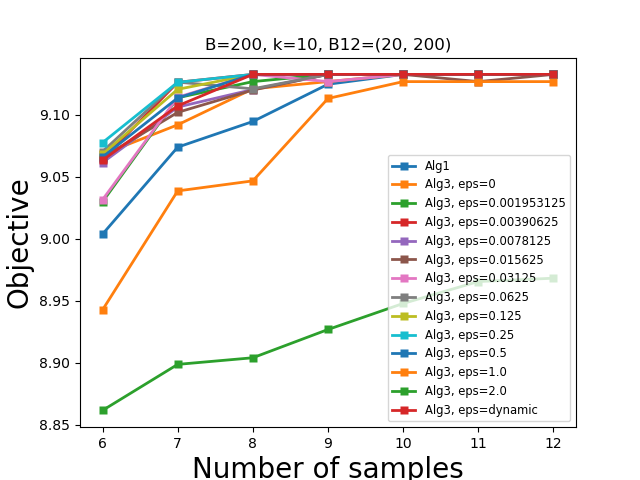 B=200, k=10, B12=(20, 200)
Objective
9.10
9.05
9.00
8.95
8.90
8.85
6 7 8 9 10 11 12
Number of samples
Alg1
Alg3, eps=0
Alg3, eps=0.001953125
Alg3, eps=0.00390625
Alg3, eps=0.0078125
Alg3, eps=0.015625
Alg3, eps=0.03125
Alg3, eps=0.0625
Alg3, eps=0.125
Alg3, eps=0.25
Alg3, eps=0.5
Alg3, eps=1.0
Alg3, eps=2.0
Alg3, eps=dynamic